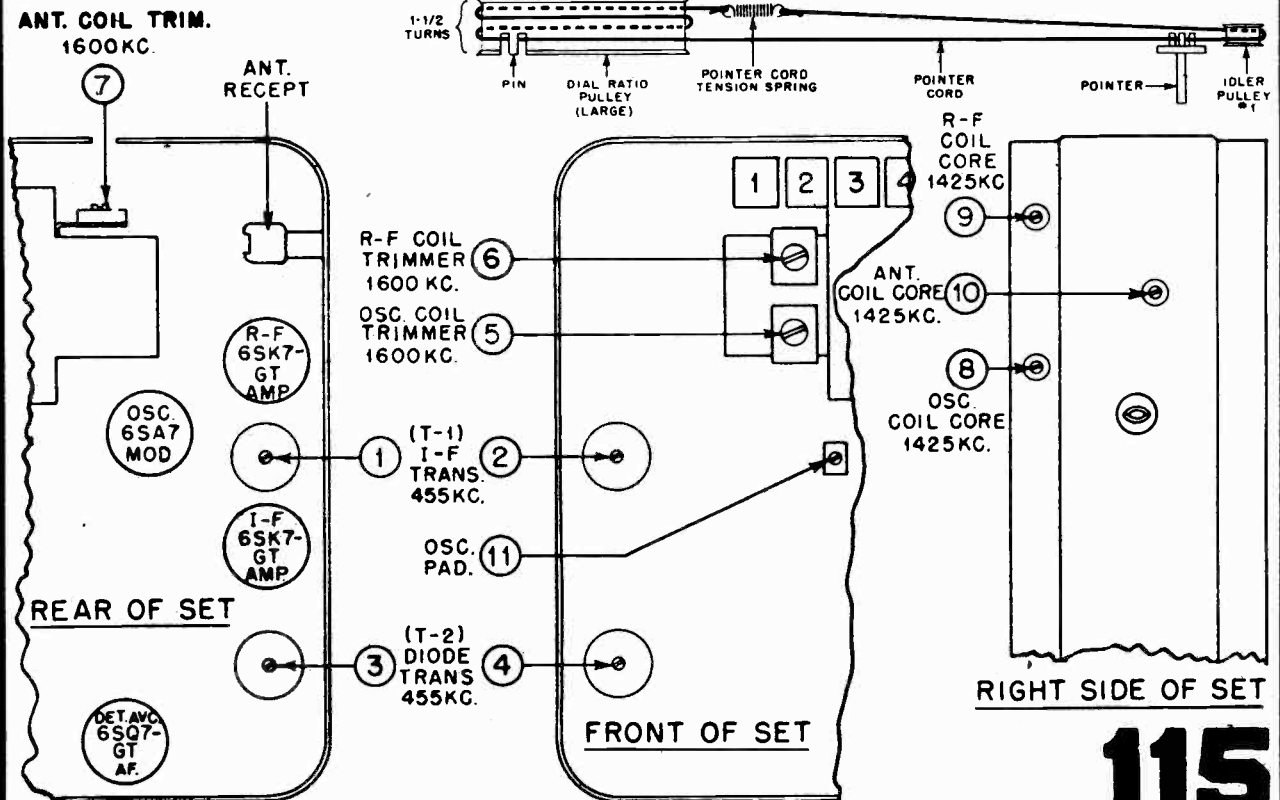 ANT. COIL TRIM.
1600KC.
7
ANT.
RECEPT
1-1/2
TURNS
PIN
DIAL RATIO
PULLEY
(LARGE)
POINTER CORD
TENSION SPRING
POINTER
CORD
POINTER
IDLER
PULLEY
#1
R-F
6SK7-
GT
AMP
OSC.
6SA7
MOD
I-F
6SK7-
GT
AMP.
REAR OF SET
DET. AVC.
6SQ7-
GT
AF.
1
2
3
4
R-F COIL
TRIMMER
1600 KC.
6
OSC. COIL
TRIMMER
1600KC.
5
1
(T-1)
I-F
TRANS.
455KC.
2
OSC.
PAD.
11
3
(T-2)
DIODE
TRANS
455KC.
4
FRONT OF SET
R-F
COIL
CORE
1425KC
9
ANT.
COIL CORE
1425KC.
10
8
OSC.
COIL CORE
1425KC.
RIGHT SIDE OF SET
115